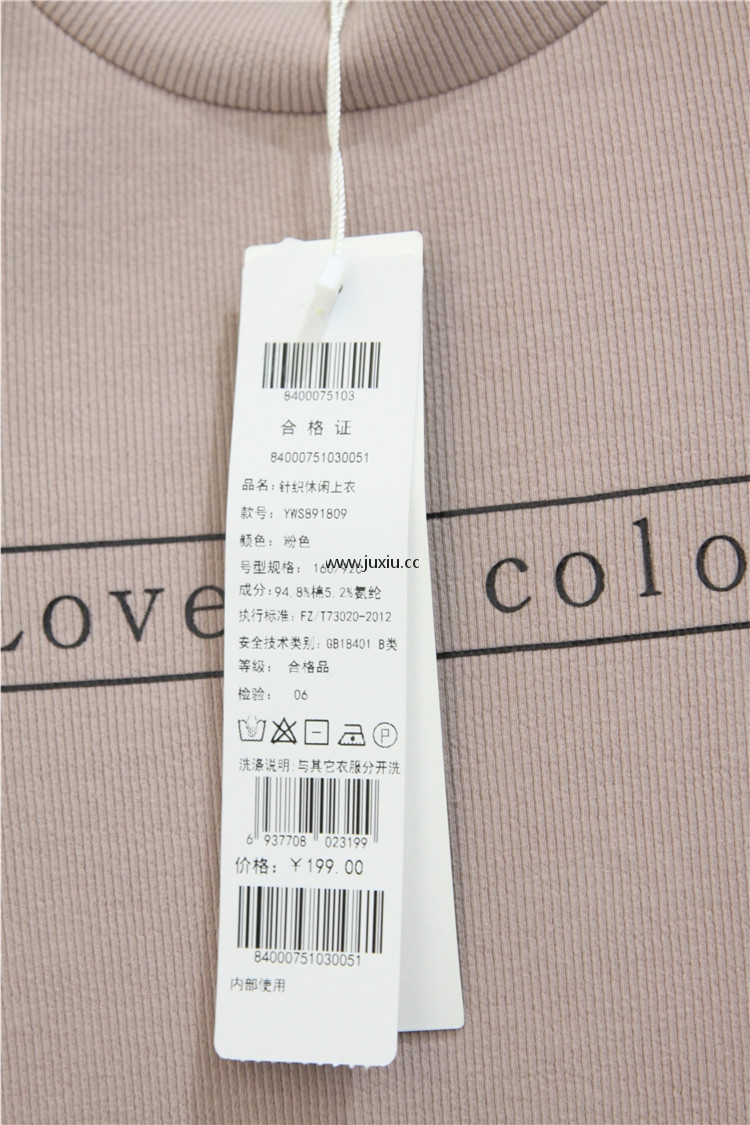 8400075103
合格证
84000751030051
品名:针织休闲上衣
款号: YWS891809
颜色: 粉色
www.juxiu.cc
号型规格:
成分:94.8%棉5.2%氨纶
执行标准: FZ/T73020-2012
安全技术类别: GB18401 B类
等级: 合格品
检验: 06
P
洗涤说明:与其它衣服分开洗
6 937708 023199
价格: ￥199.00
84000751030051
内部使用
Love colo